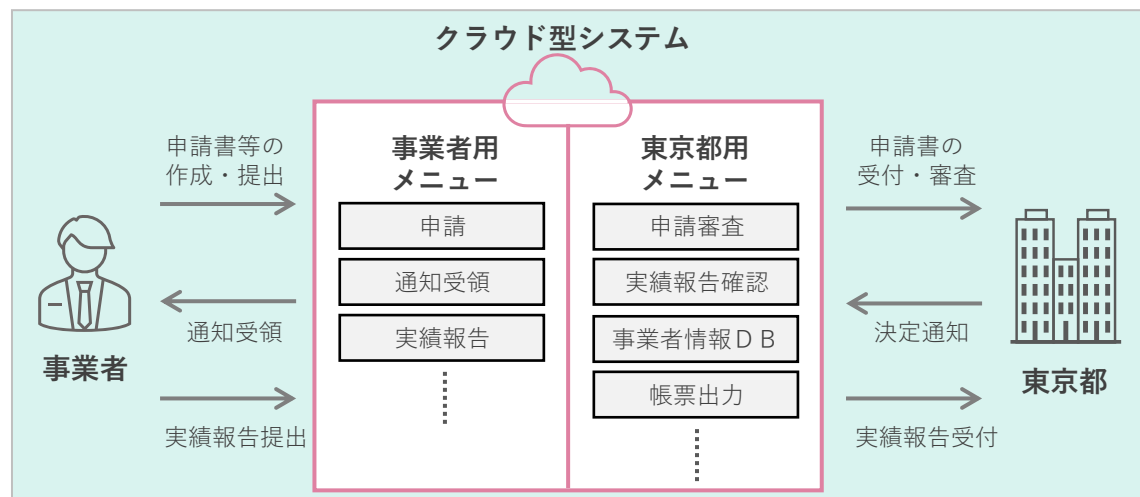 クラウド型システム
申請書等の
作成・提出
通知受領
事業者
実績報告提出
事業者用
メニュー
申請
通知受領
実績報告
東京都用
メニュー
申請審査
実績報告確認
事業者情報ＤＢ
帳票出力
申請書の
受付・審査
決定通知
東京都
実績報告受付